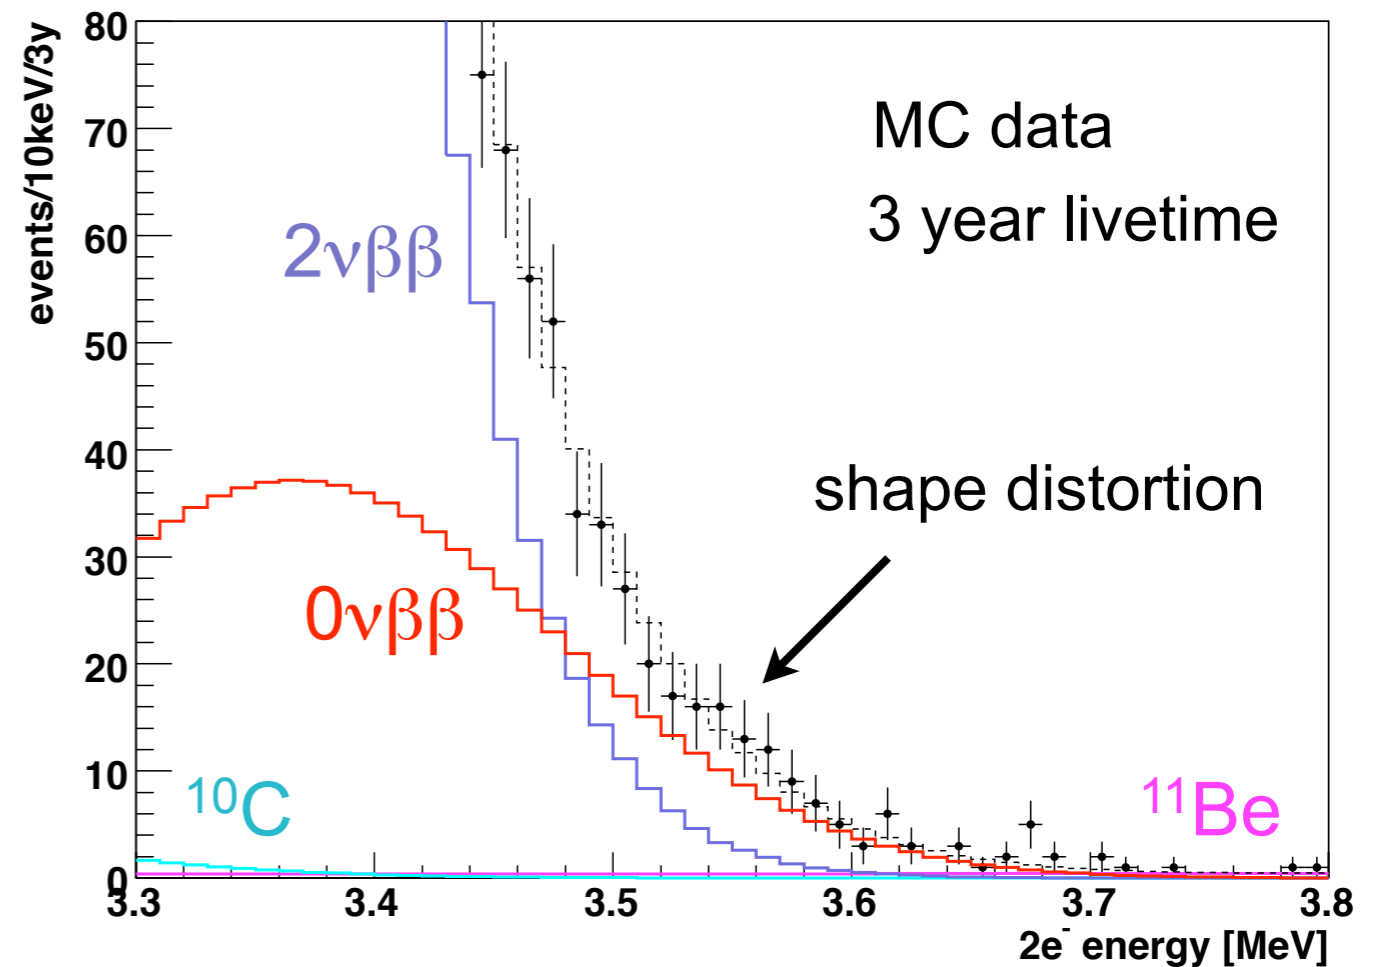 events/10keV/3y
80
70
60
50
40
30
20
10
0
MC data
3 year livetime
2νββ
shape distortion
0νββ
¹⁰C
¹¹Be
3.3 3.4 3.5 3.6 3.7 3.8
2e⁻ energy [MeV]